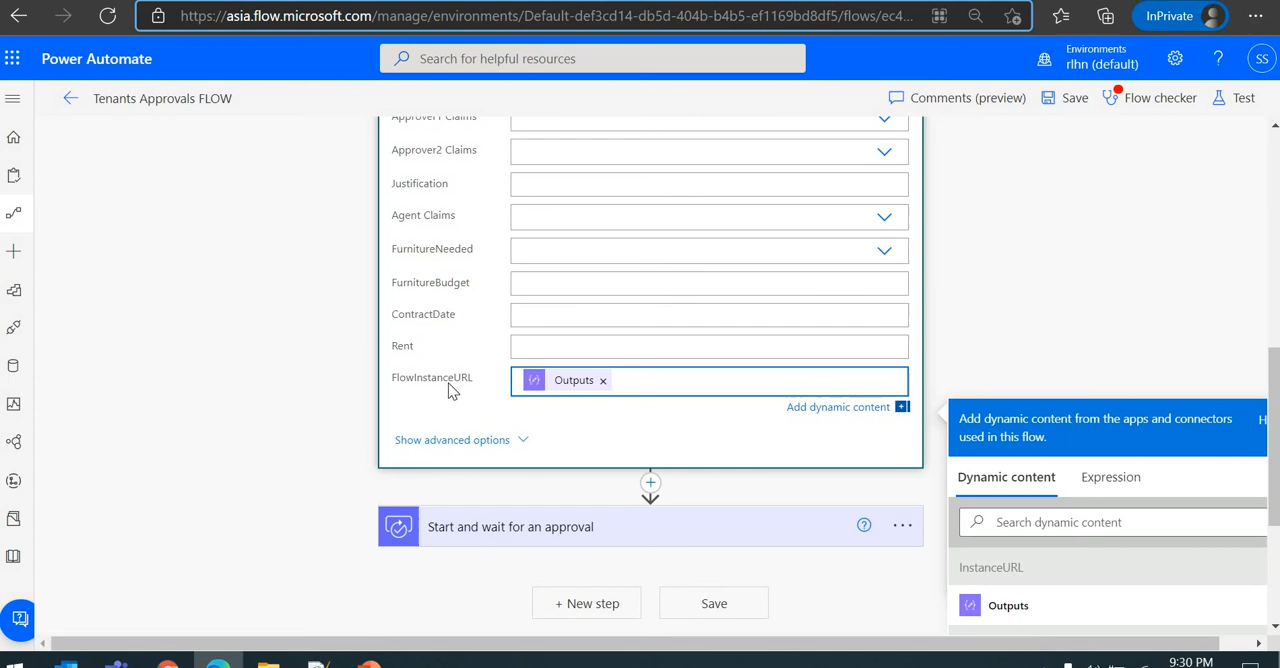 https://asia.flow.microsoft.com/manage/environments/Default-def3cd14-db5d-404b-b4b5-ef1169bd8df5/flows/ec4...
InPrivate
Power Automate
Search for helpful resources
Environments
rlhn (default)
SS
Tenants Approvals FLOW
Comments (preview)
Save
Flow checker
Test
Approver1 Claims
Approver2 Claims
Justification
Agent Claims
FurnitureNeeded
FurnitureBudget
ContractDate
Rent
FlowInstanceURL
Outputs
Add dynamic content
Show advanced options
Add dynamic content from the apps and connectors
used in this flow.
H
Dynamic content
Expression
Search dynamic content
InstanceURL
Outputs
Start and wait for an approval
+ New step
Save
9:30 PM